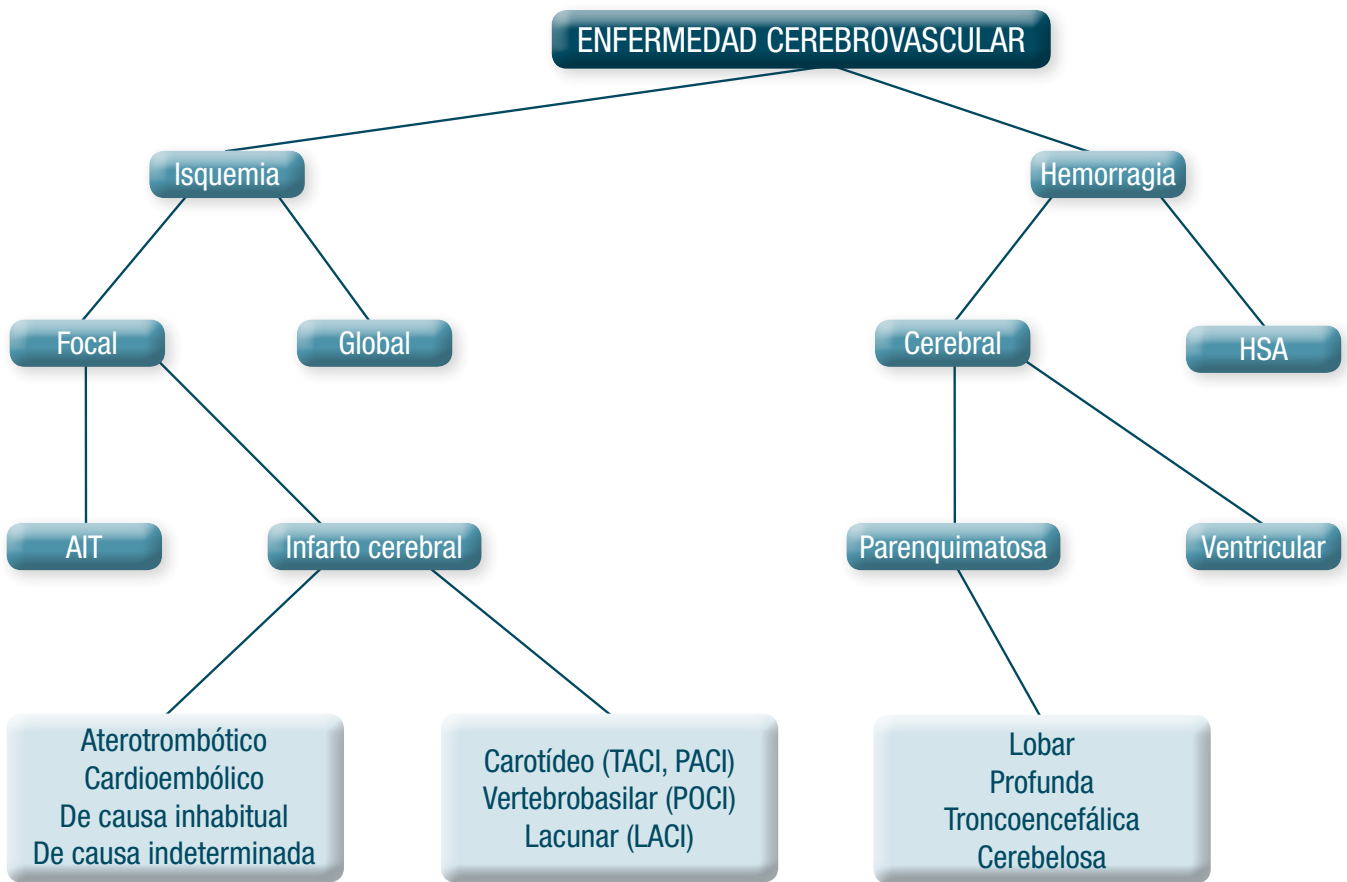 ENFERMEDAD CEREBROVASCULAR
Isquemia
Hemorragia
Focal
Global
Cerebral
HSA
AIT
Infarto cerebral
Parenquimatosa
Ventricular
Aterotrombótico
Cardioembólico
De causa inhabitual
De causa indeterminada
Carotídeo (TACI, PACI)
Vertebrobasilar (POCI)
Lacunar (LACI)
Lobar
Profunda
Troncoencefálica
Cerebelosa